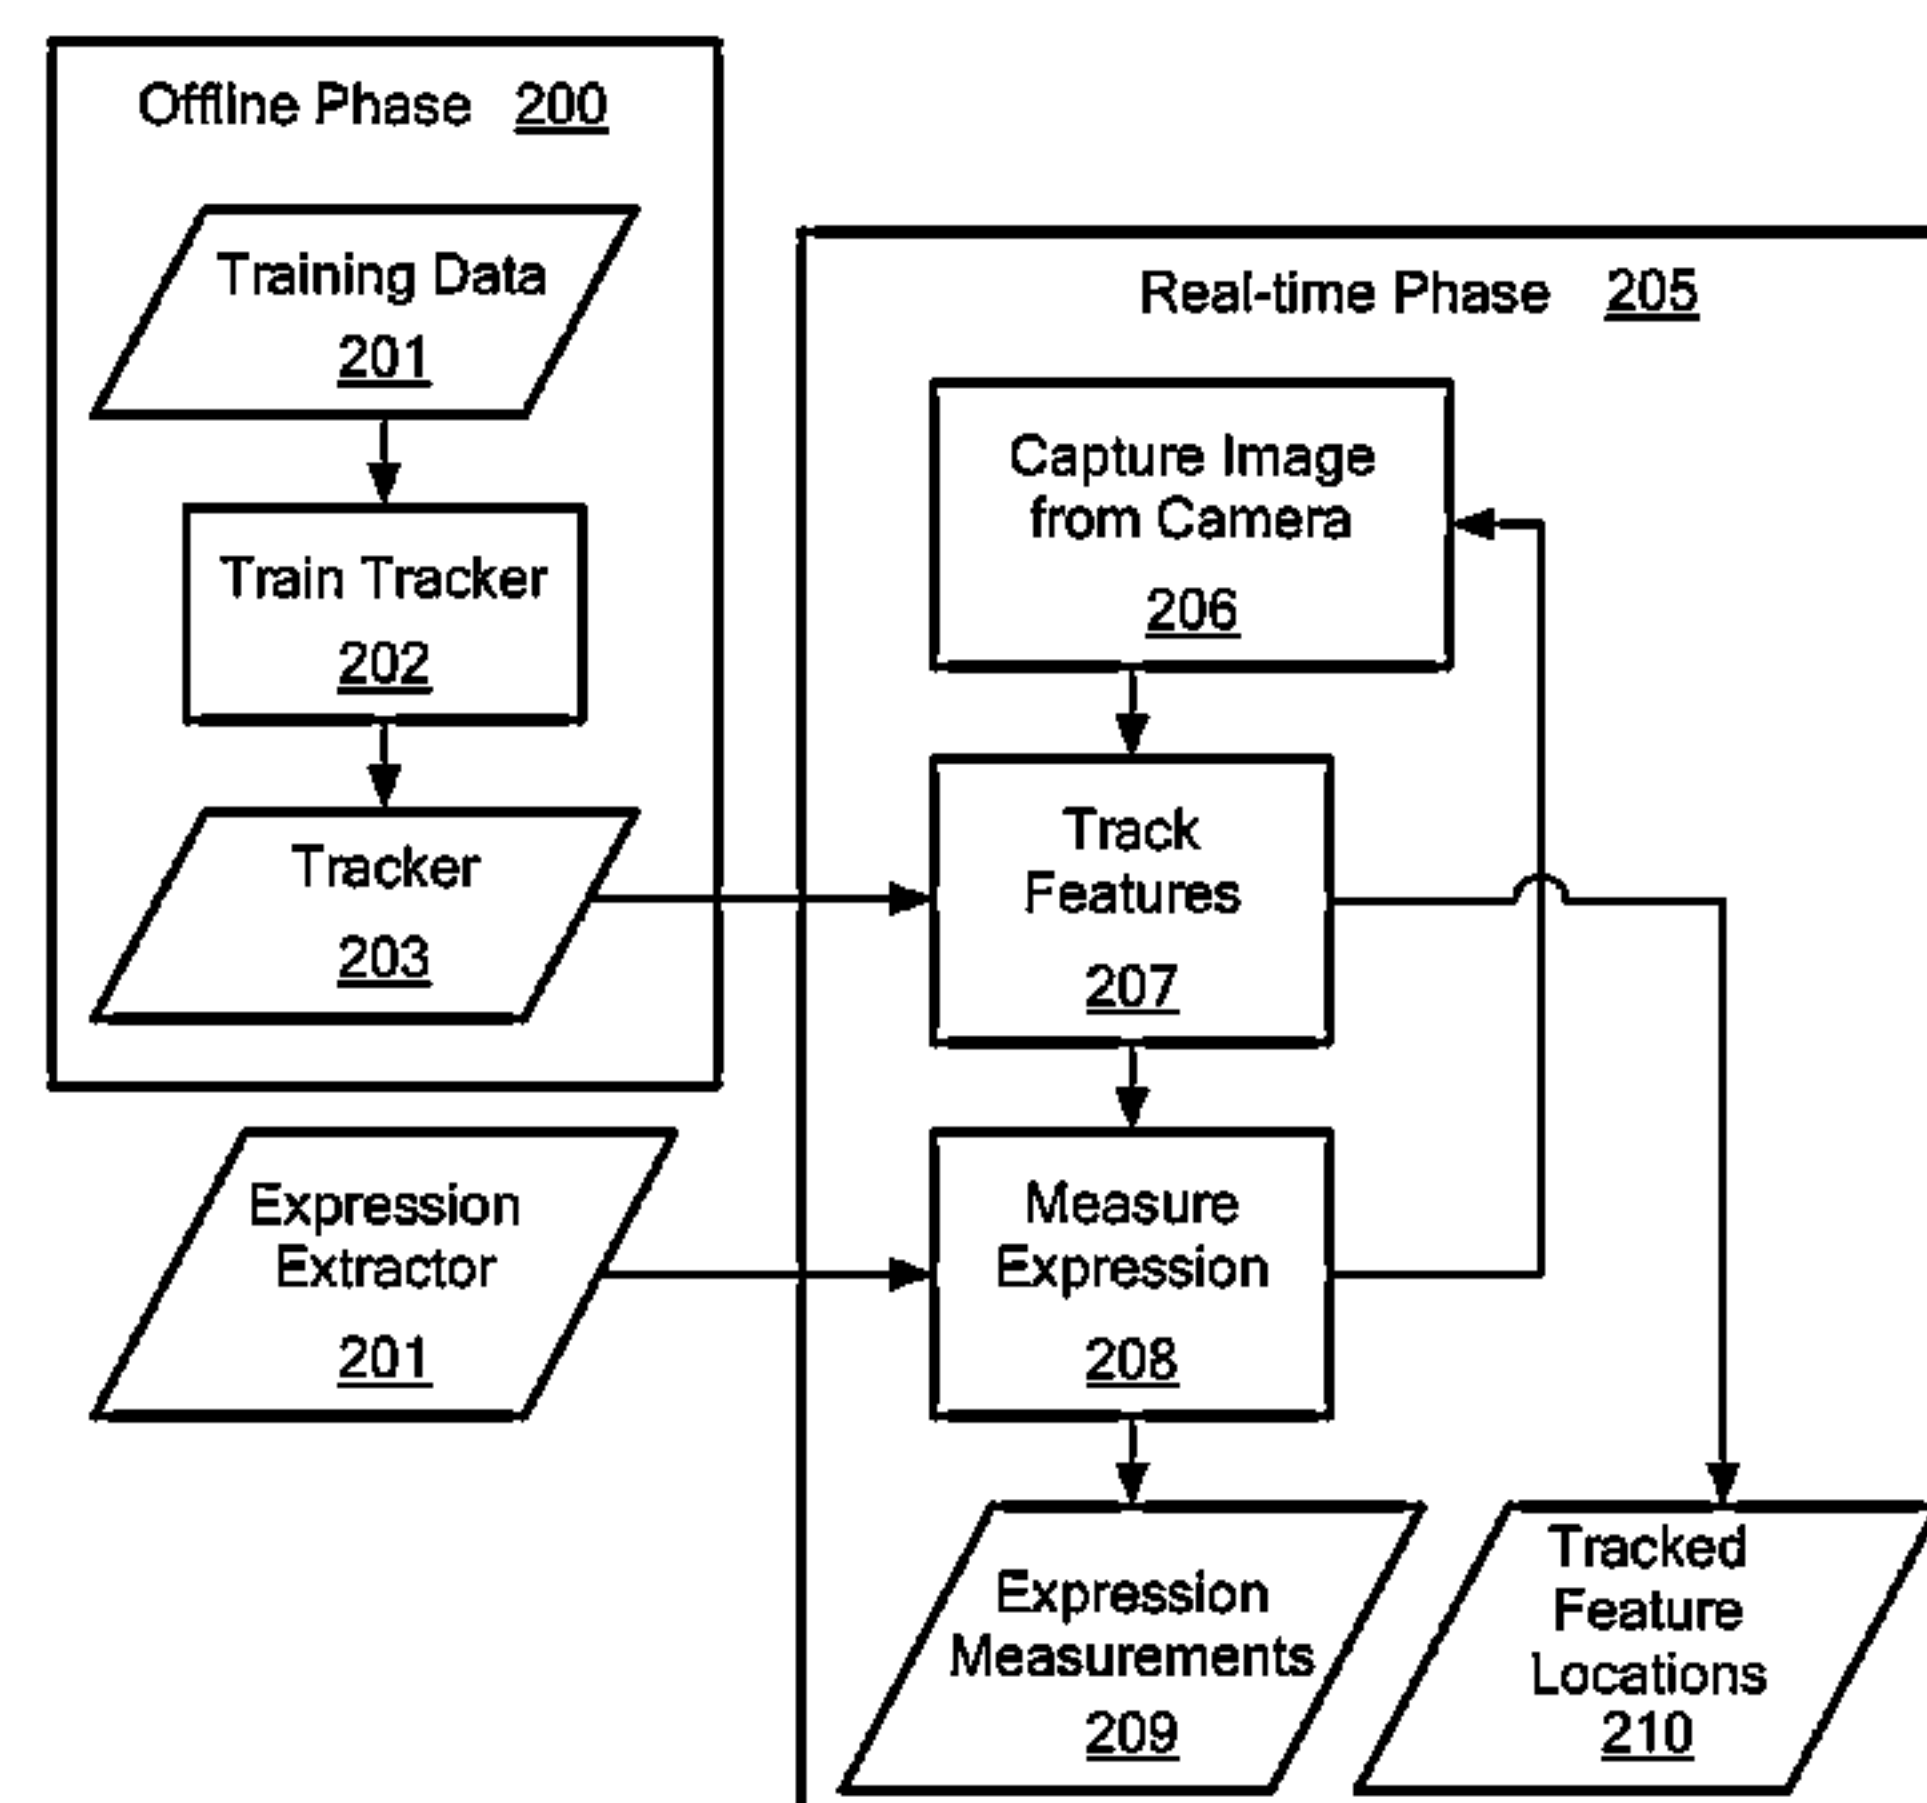 Offline Phase 200
Training Data
201
Train Tracker
202
Tracker
203
Expression
Extractor
201
Real-time Phase 205
Capture Image
from Camera
206
Track
Features
207
Measure
Expression
208
Expression
Measurements
209
Tracked
Feature
Locations
210